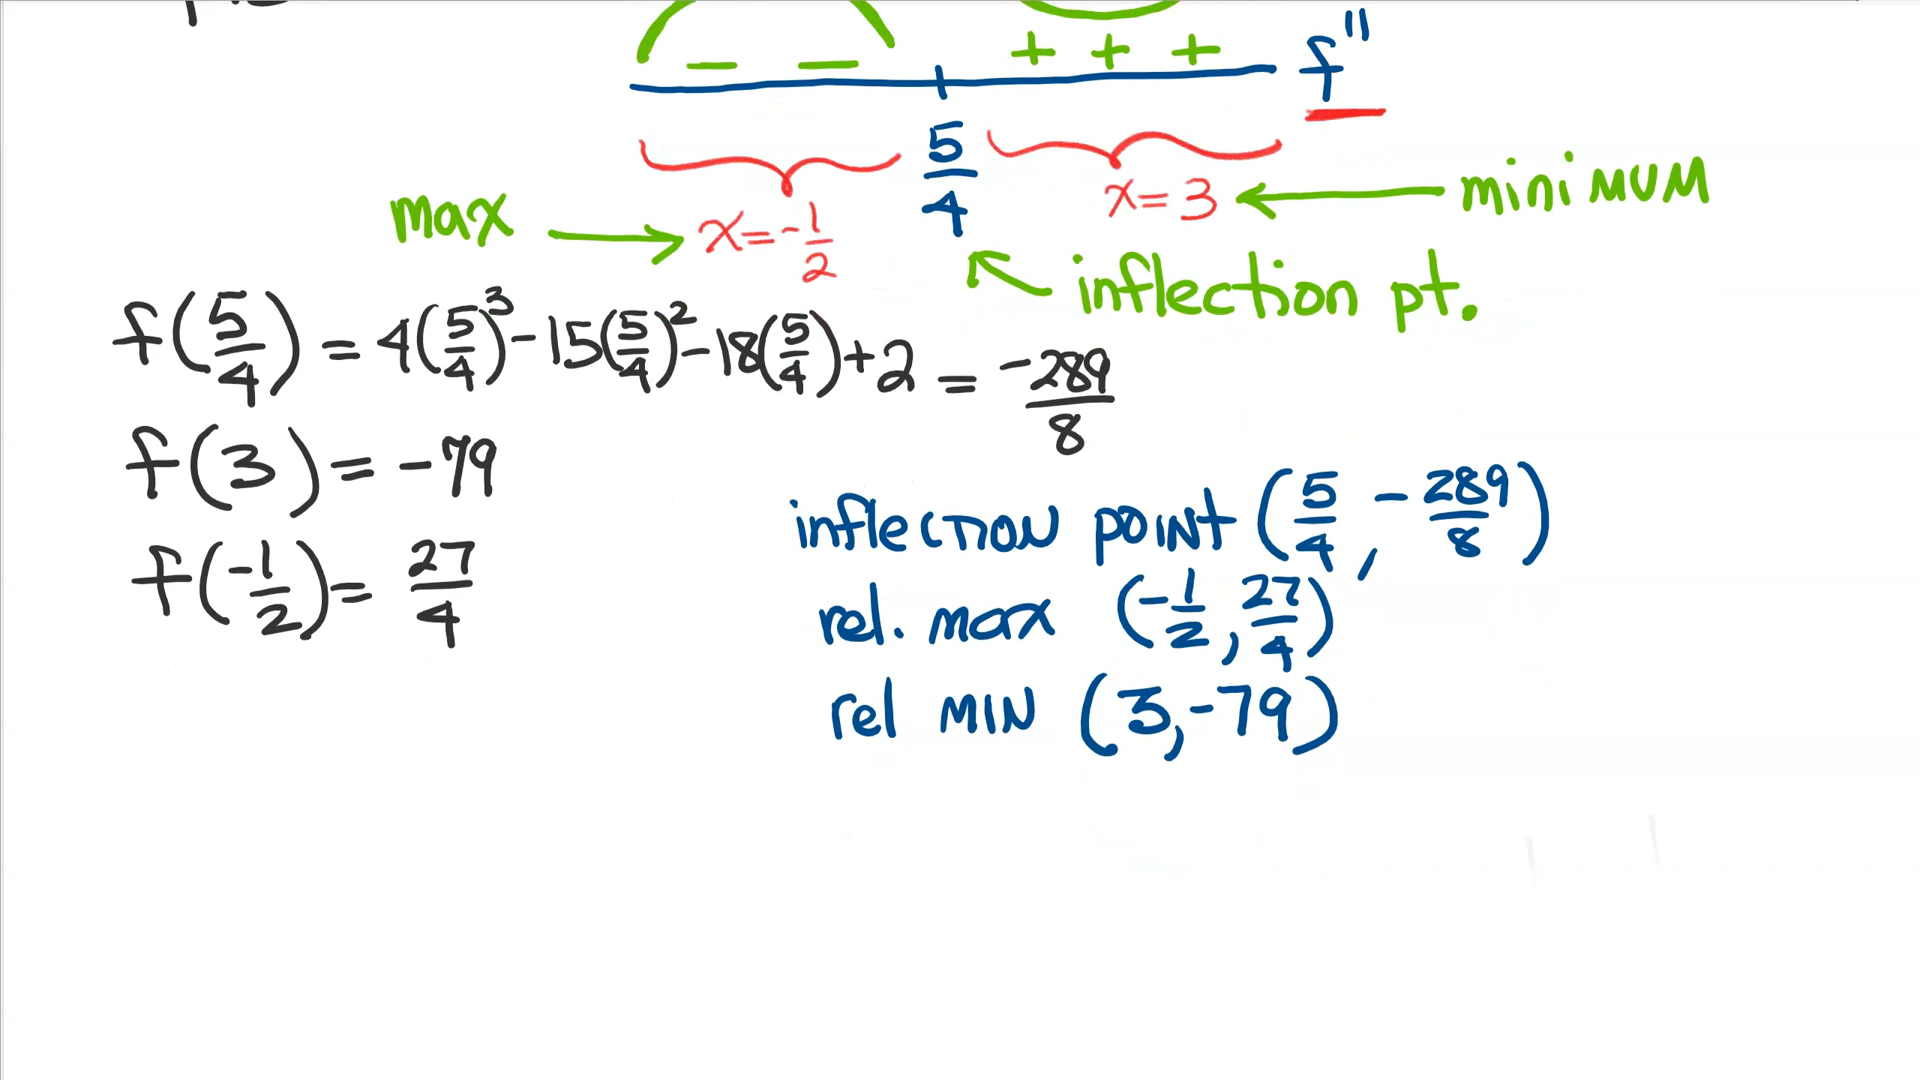 — — + + + f"
5/4
max → x=-1/2
x=3 ← miniMUM
inflection pt.
f(5/4) = 4(5/4)^3 - 15(5/4)^2 - 18(5/4) + 2 = -289/8
f(3) = -79
f(-1/2) = 27/4
inflecTION POINT (5/4, -289/8)
rel. max (-1/2, 27/4)
rel MIN (3, -79)